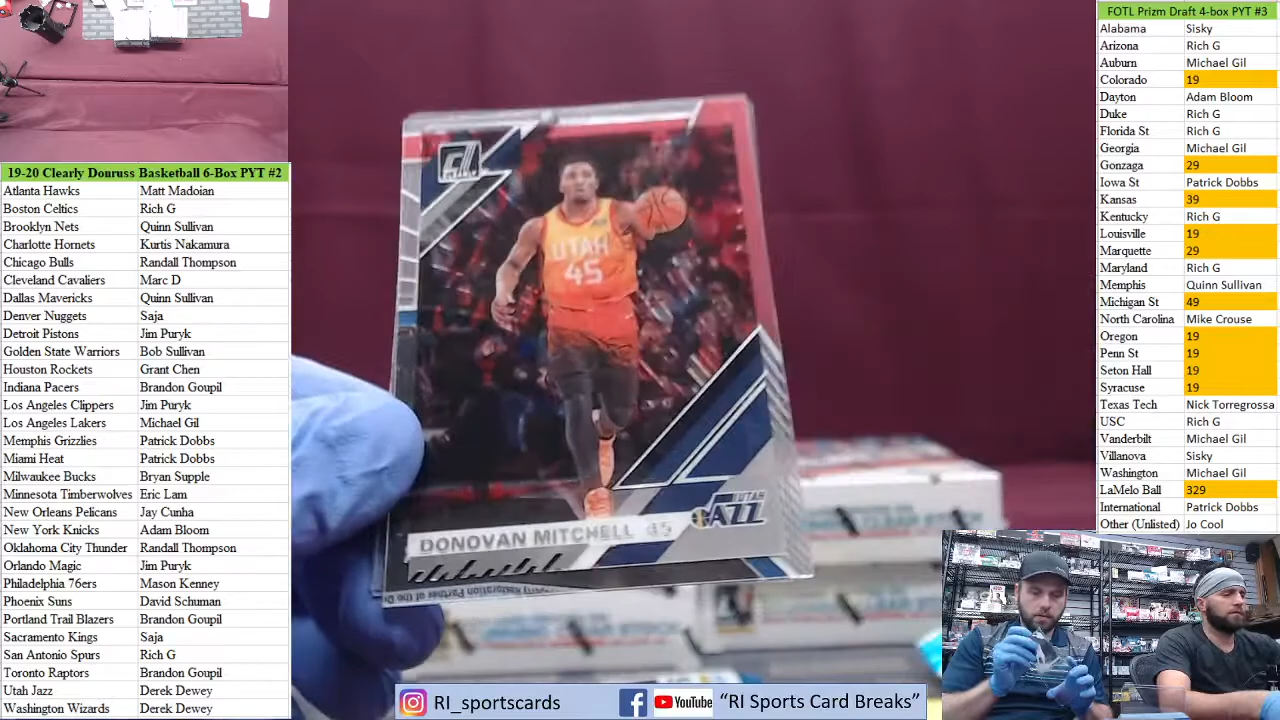 19-20 Clearly Donruss Basketball 6-Box PYT #2
Atlanta Hawks Matt Madoian
Boston Celtics Rich G
Brooklyn Nets Quinn Sullivan
Charlotte Hornets Kurtis Nakamura
Chicago Bulls Randall Thompson
Cleveland Cavaliers Marc D
Dallas Mavericks Quinn Sullivan
Denver Nuggets Saja
Detroit Pistons Jim Puryk
Golden State Warriors Bob Sullivan
Houston Rockets Grant Chen
Indiana Pacers Brandon Goupil
Los Angeles Clippers Jim Puryk
Los Angeles Lakers Michael Gil
Memphis Grizzlies Patrick Dobbs
Miami Heat Patrick Dobbs
Milwaukee Bucks Bryan Supple
Minnesota Timberwolves Eric Lam
New Orleans Pelicans Jay Cunha
New York Knicks Adam Bloom
Oklahoma City Thunder Randall Thompson
Orlando Magic Jim Puryk
Philadelphia 76ers Mason Kenney
Phoenix Suns David Schuman
Portland Trail Blazers Brandon Goupil
Sacramento Kings Saja
San Antonio Spurs Rich G
Toronto Raptors Brandon Goupil
Utah Jazz Derek Dewey
Washington Wizards Derek Dewey
UTAH
45
UTAH
JAZZ
DONOVAN MITCHELL 45
RI_sportscards
YouTube "RI Sports Card Breaks"
FOTL Prizm Draft 4-box PYT #3
Alabama Sisky
Arizona Rich G
Auburn Michael Gil
Colorado 19
Dayton Adam Bloom
Duke Rich G
Florida St Rich G
Georgia Michael Gil
Gonzaga 29
Iowa St Patrick Dobbs
Kansas 39
Kentucky Rich G
Louisville 19
Marquette 29
Maryland Rich G
Memphis Quinn Sullivan
Michigan St 49
North Carolina Mike Crouse
Oregon 19
Penn St 19
Seton Hall 19
Syracuse 19
Texas Tech Nick Torregrossa
USC Rich G
Vanderbilt Michael Gil
Villanova Sisky
Washington Michael Gil
LaMelo Ball 329
International Patrick Dobbs
Other (Unlisted) Jo Cool